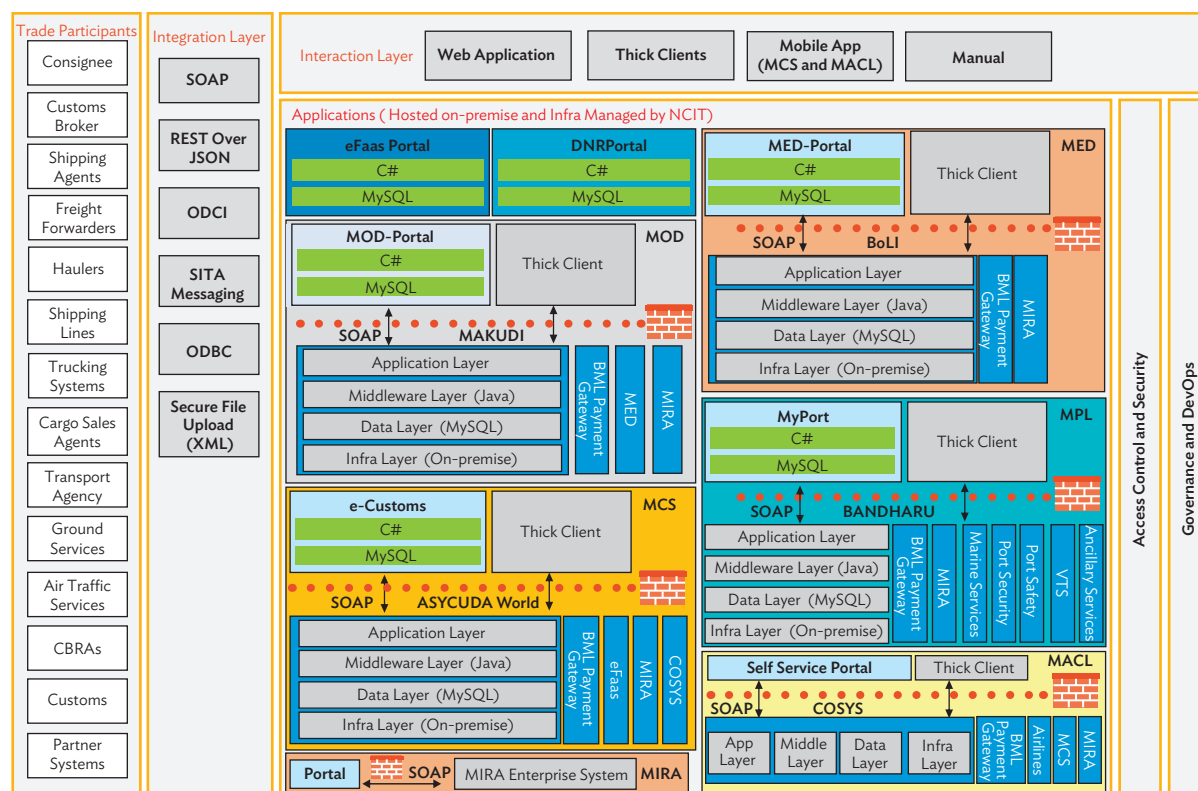 Trade Participants
Consignee
Customs
Broker
Shipping
Agents
Freight
Forwarders
Haulers
Shipping
Lines
Trucking
Systems
Cargo Sales
Agents
Transport
Agency
Ground
Services
Air Traffic
Services
CBRAs
Customs
Partner
Systems
Integration Layer
SOAP
REST Over
JSON
ODCI
SITA
Messaging
ODBC
Secure File
Upload
(XML)
Interaction Layer
Web Application
Thick Clients
Mobile App
(MCS and MACL)
Manual
Applications ( Hosted on-premise and Infra Managed by NCIT)
eFaas Portal
C#
MySQL
DNRPortal
C#
MySQL
MOD-Portal
C#
MySQL
Thick Client
MOD
SOAP
MAKUDI
Application Layer
Middleware Layer (Java)
Data Layer (MySQL)
Infra Layer (On-premise)
BML Payment
Gateway
MED
MIRA
e-Customs
C#
MySQL
Thick Client
MCS
SOAP
ASYCUDA World
Application Layer
Middleware Layer (Java)
Data Layer (MySQL)
Infra Layer (On-premise)
BML Payment
Gateway
eFaas
MIRA
COSYS
Portal
SOAP
MIRA Enterprise System
MIRA
MED-Portal
C#
MySQL
Thick Client
MED
SOAP
BoLI
Application Layer
Middleware Layer (Java)
Data Layer (MySQL)
Infra Layer (On-premise)
BML Payment
Gateway
MIRA
MyPort
C#
MySQL
Thick Client
MPL
SOAP
BANDHARU
Application Layer
Middleware Layer (Java)
Data Layer (MySQL)
Infra Layer (On-premise)
BML Payment
Gateway
MIRA
Marine Services
Port Security
Port Safety
VTS
Ancillary Services
Self Service Portal
Thick Client
MACL
SOAP
COSYS
App
Layer
Middle
Layer
Data
Layer
Infra
Layer
BML
Payment
Gateway
Airlines
MCS
MIRA
Access Control and Security
Governance and DevOps